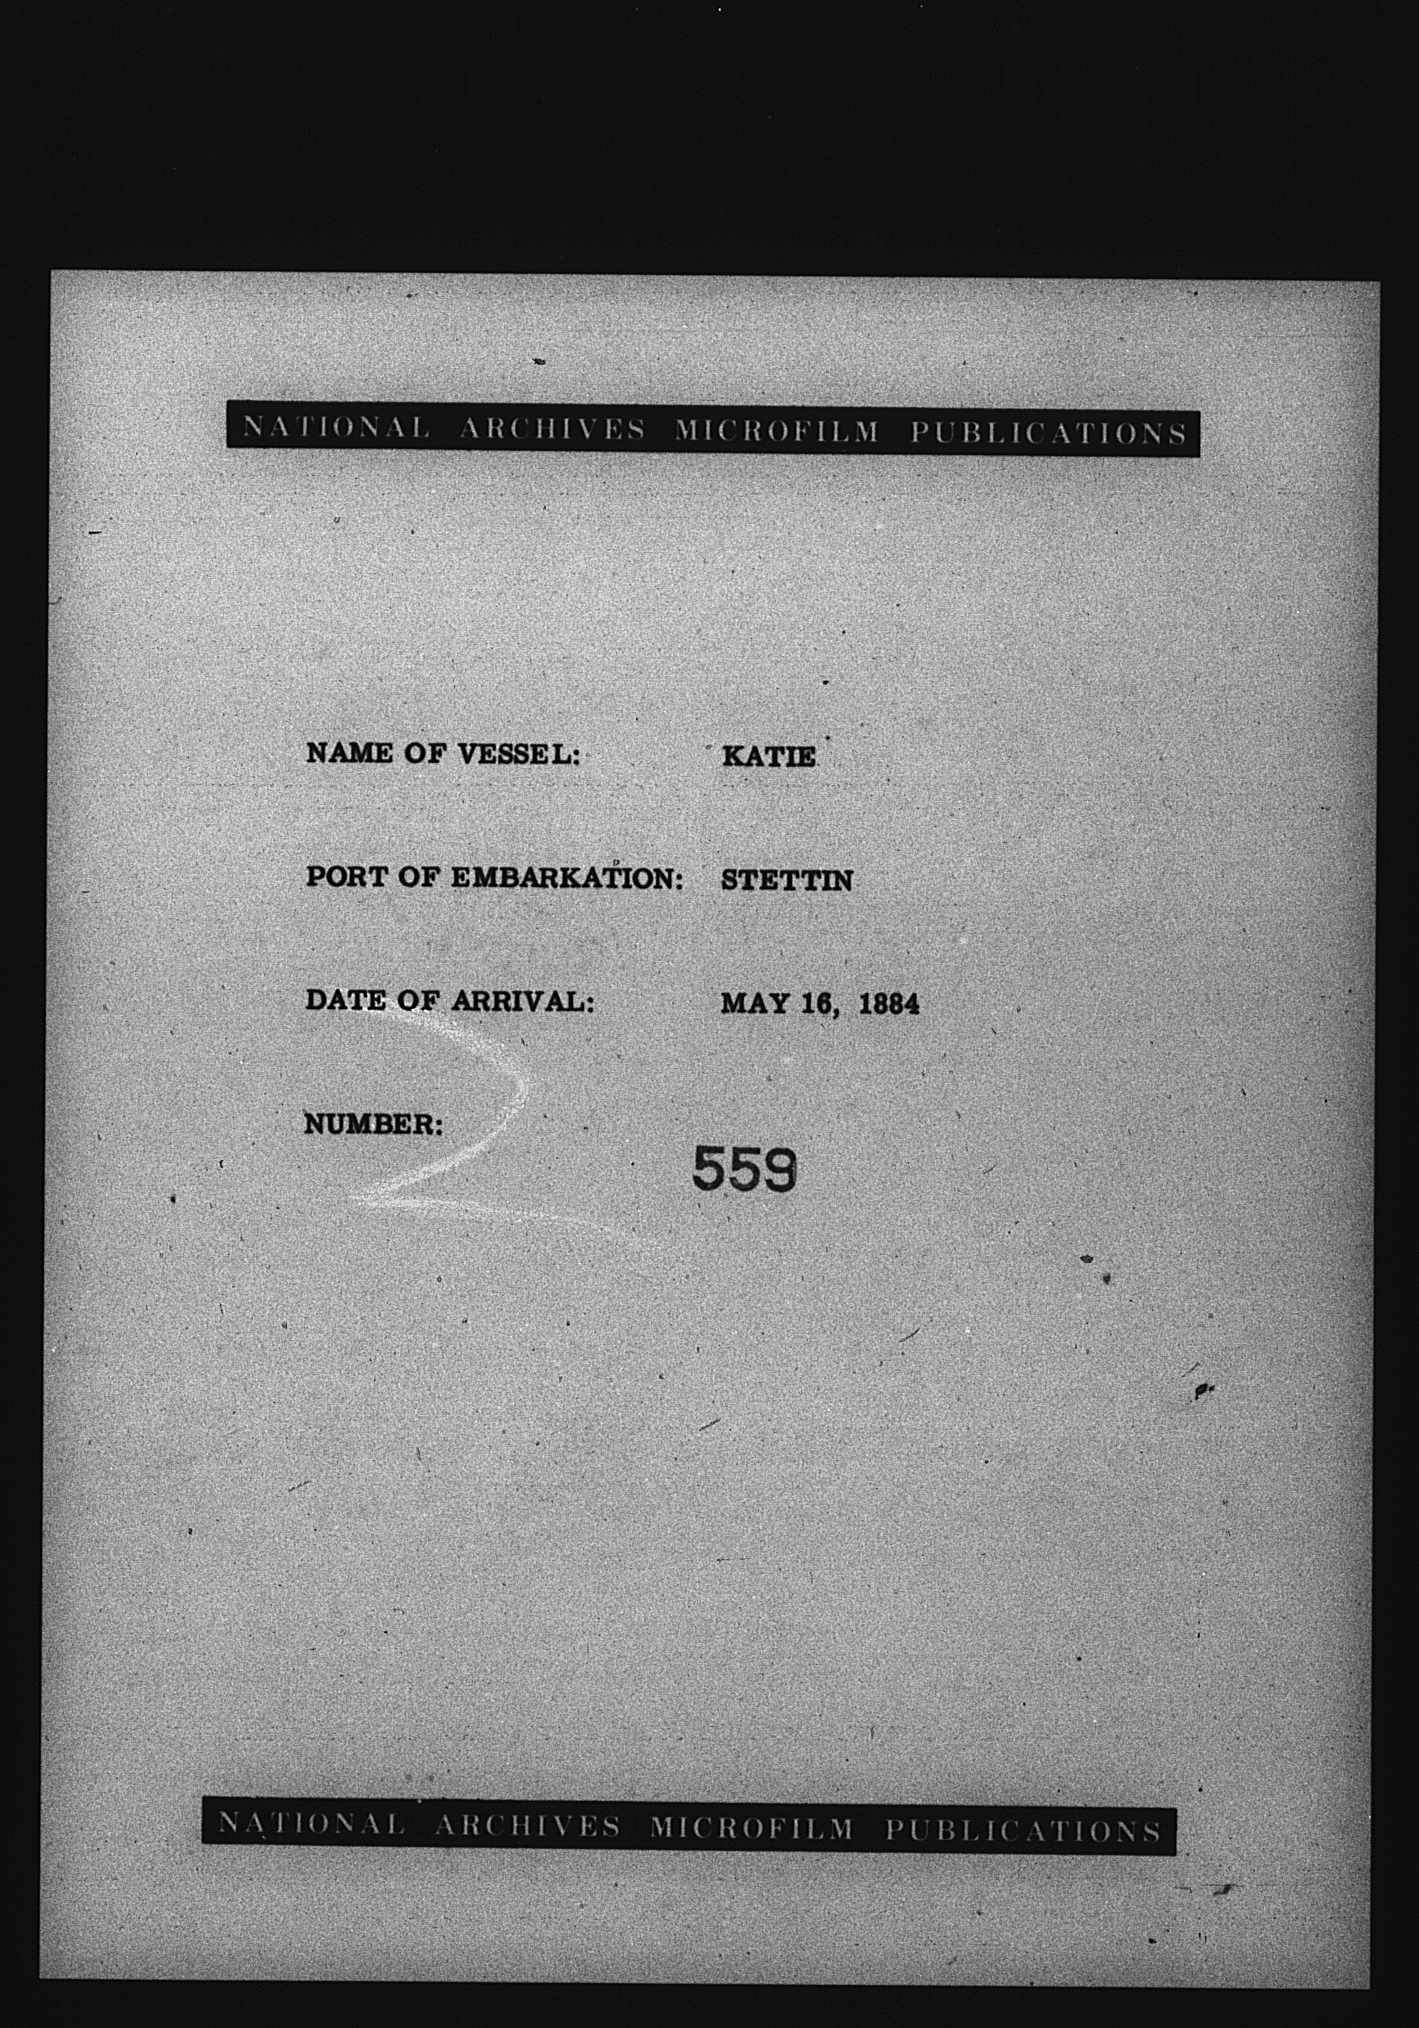 NATIONAL ARCHIVES MICROFILM PUBLICATIONS
NAME OF VESSEL: KATIE
PORT OF EMBARKATION: STETTIN
DATE OF ARRIVAL: MAY 16, 1884
NUMBER:
559
NATIONAL ARCHIVES MICROFILM PUBLICATIONS